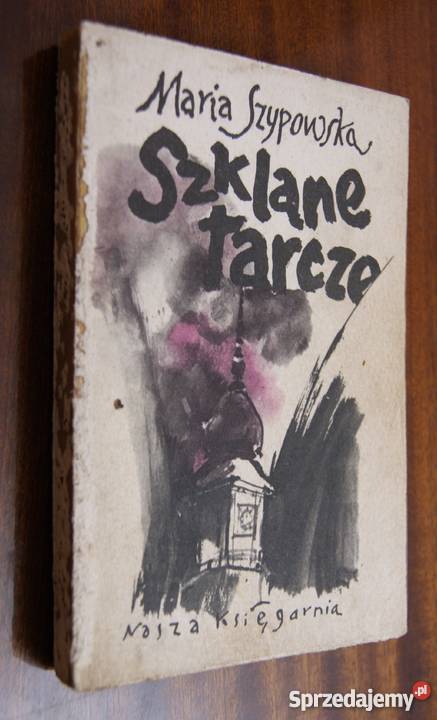 Maria Szypowska
Szklane
tarcze
Nasza Księgarnia
Sprzedajemy.pl